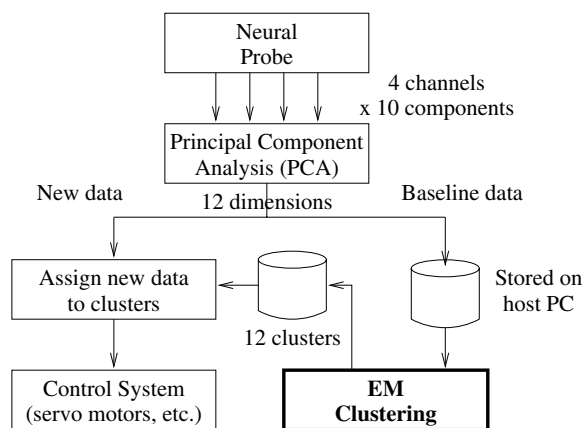 Neural
Probe
4 channels
x 10 components
Principal Component
Analysis (PCA)
New data
12 dimensions
Baseline data
Assign new data
to clusters
Stored on
host PC
12 clusters
Control System
(servo motors, etc.)
EM
Clustering